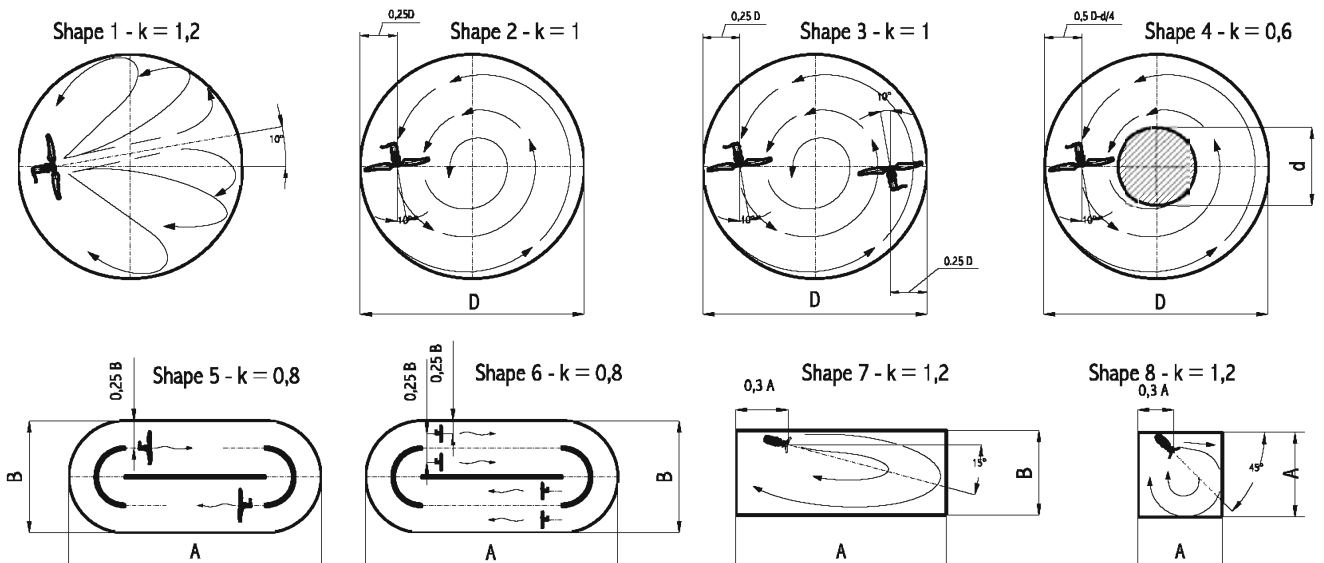 Shape 1 - k = 1,2
10°
0,25D
Shape 2 - k = 1
10°
D
0,25 D
Shape 3 - k = 1
10°
10°
0.25 D
D
0,5 D-d/4
Shape 4 - k = 0,6
10°
d
D
0,25 B
Shape 5 - k = 0,8
B
A
0,25 B
0,25 B
Shape 6 - k = 0,8
B
A
Shape 7 - k = 1,2
0,3 A
15°
B
A
Shape 8 - k = 1,2
0,3 A
45°
A
A